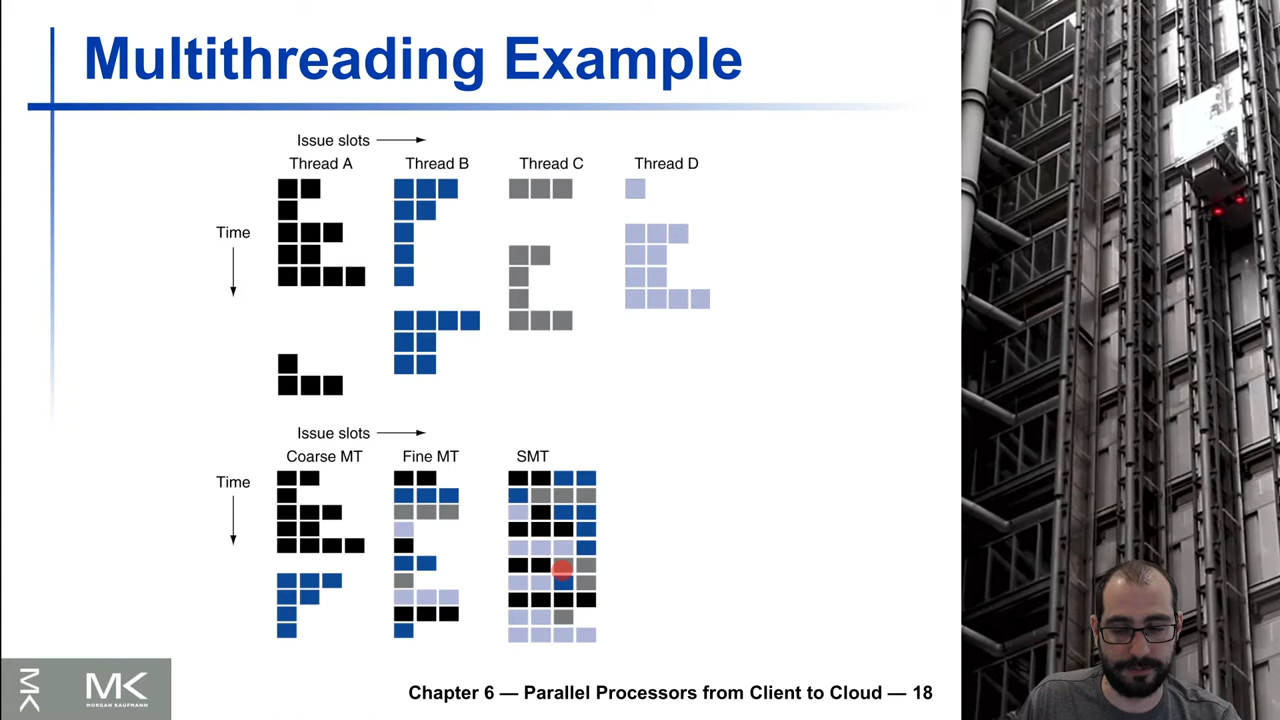 Multithreading Example
Issue slots
Thread A Thread B Thread C Thread D
Time
Issue slots
Coarse MT Fine MT SMT
Time
MK
MK
MORGAN KAUFMANN
Chapter 6 — Parallel Processors from Client to Cloud — 18